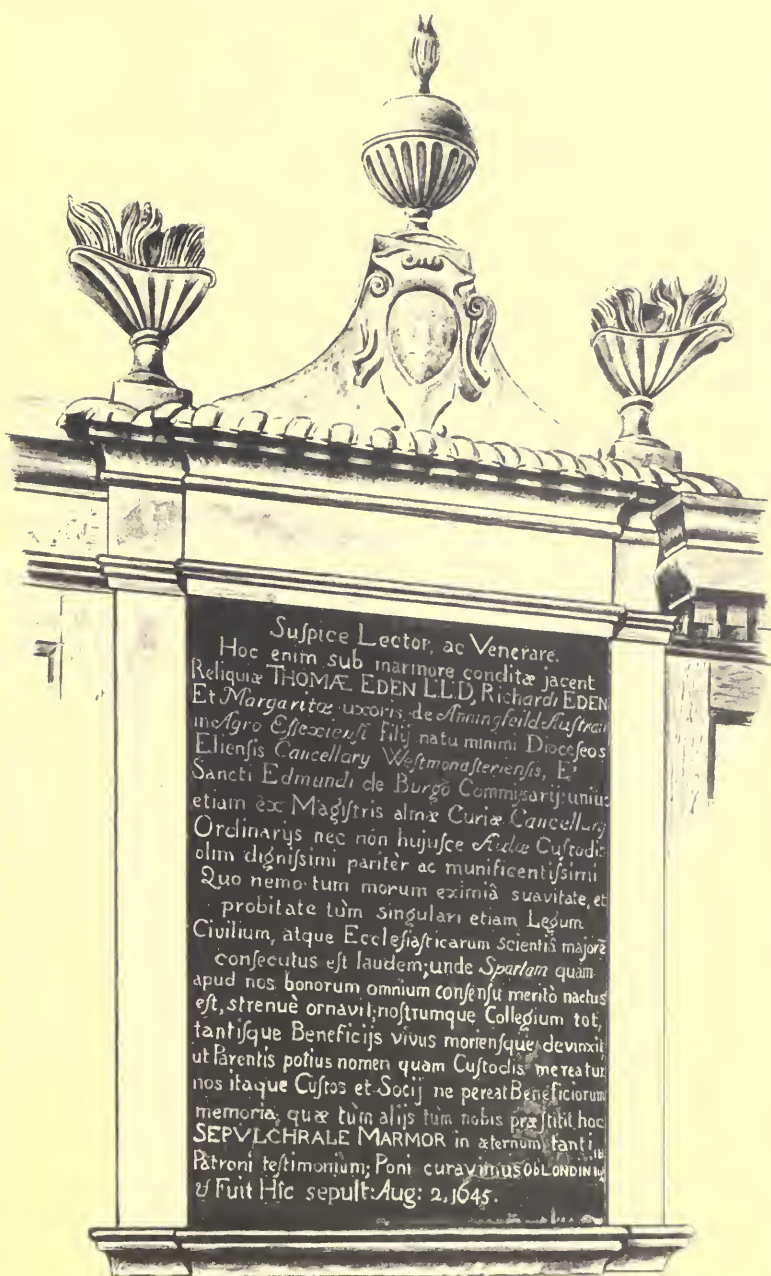 Suſpice Lector, ac Venerare.
Hoc enim sub marmore conditæ jacent
Reliquiæ THOMÆ EDEN LL.D, Richardi EDEN
Et Margaritæ uxoris de Anningfeild Auſtrali
in Agro Eſſexienſi Filij natu minimi Dioceſeos
Elienſis Cancellarij Weſtmonaſterienſis, Et
Sancti Edmundi de Burgo Commiſarij: unius
etiam èx Magiſtris almæ Curiæ Cancellarij
Ordinarijs nec nón hujuſce Aulæ Cuſtodis
olim digniſſimi paritèr ac munificentiſſimi
Quo nemo tum morum eximiâ suavitate, et
probitate tùm singulari etiam Legum
Civilium, atque Eccleſiaſticarum scientiâ majorē
conſecutus eſt laudem; unde Spartam quam
apud nos bonorum omnium conſenſu meritò nactus
eſt, strenuè ornavit; noſtrumque Collegium tot,
tantiſque Beneficijs vivus morienſque devinxit
ut Parentis potius nomen quam Cuſtodis mereatur
nos itaque Cuſtos et Socij ne pereat Beneficiorum
memoria, quæ tùm alijs tùm nobis præſtitit, hoc
SEPVLCHRALE MARMOR in æternum tanti
Patroni teſtimonium; Poni curavimus Ob LONDINI
& Fuit Hîc sepult: Aug: 2, 1645.